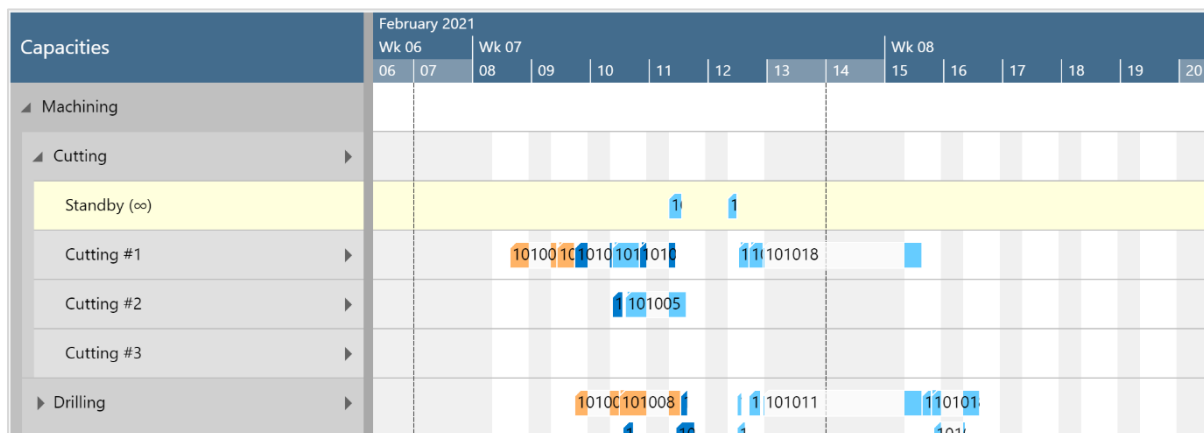 Capacities
February 2021
Wk 06 Wk 07 Wk 08
06 07 08 09 10 11 12 13 14 15 16 17 18 19 20
Machining
Cutting
Standby (∞)
Cutting #1
101018
Cutting #2
101005
Cutting #3
Drilling
101008 101011